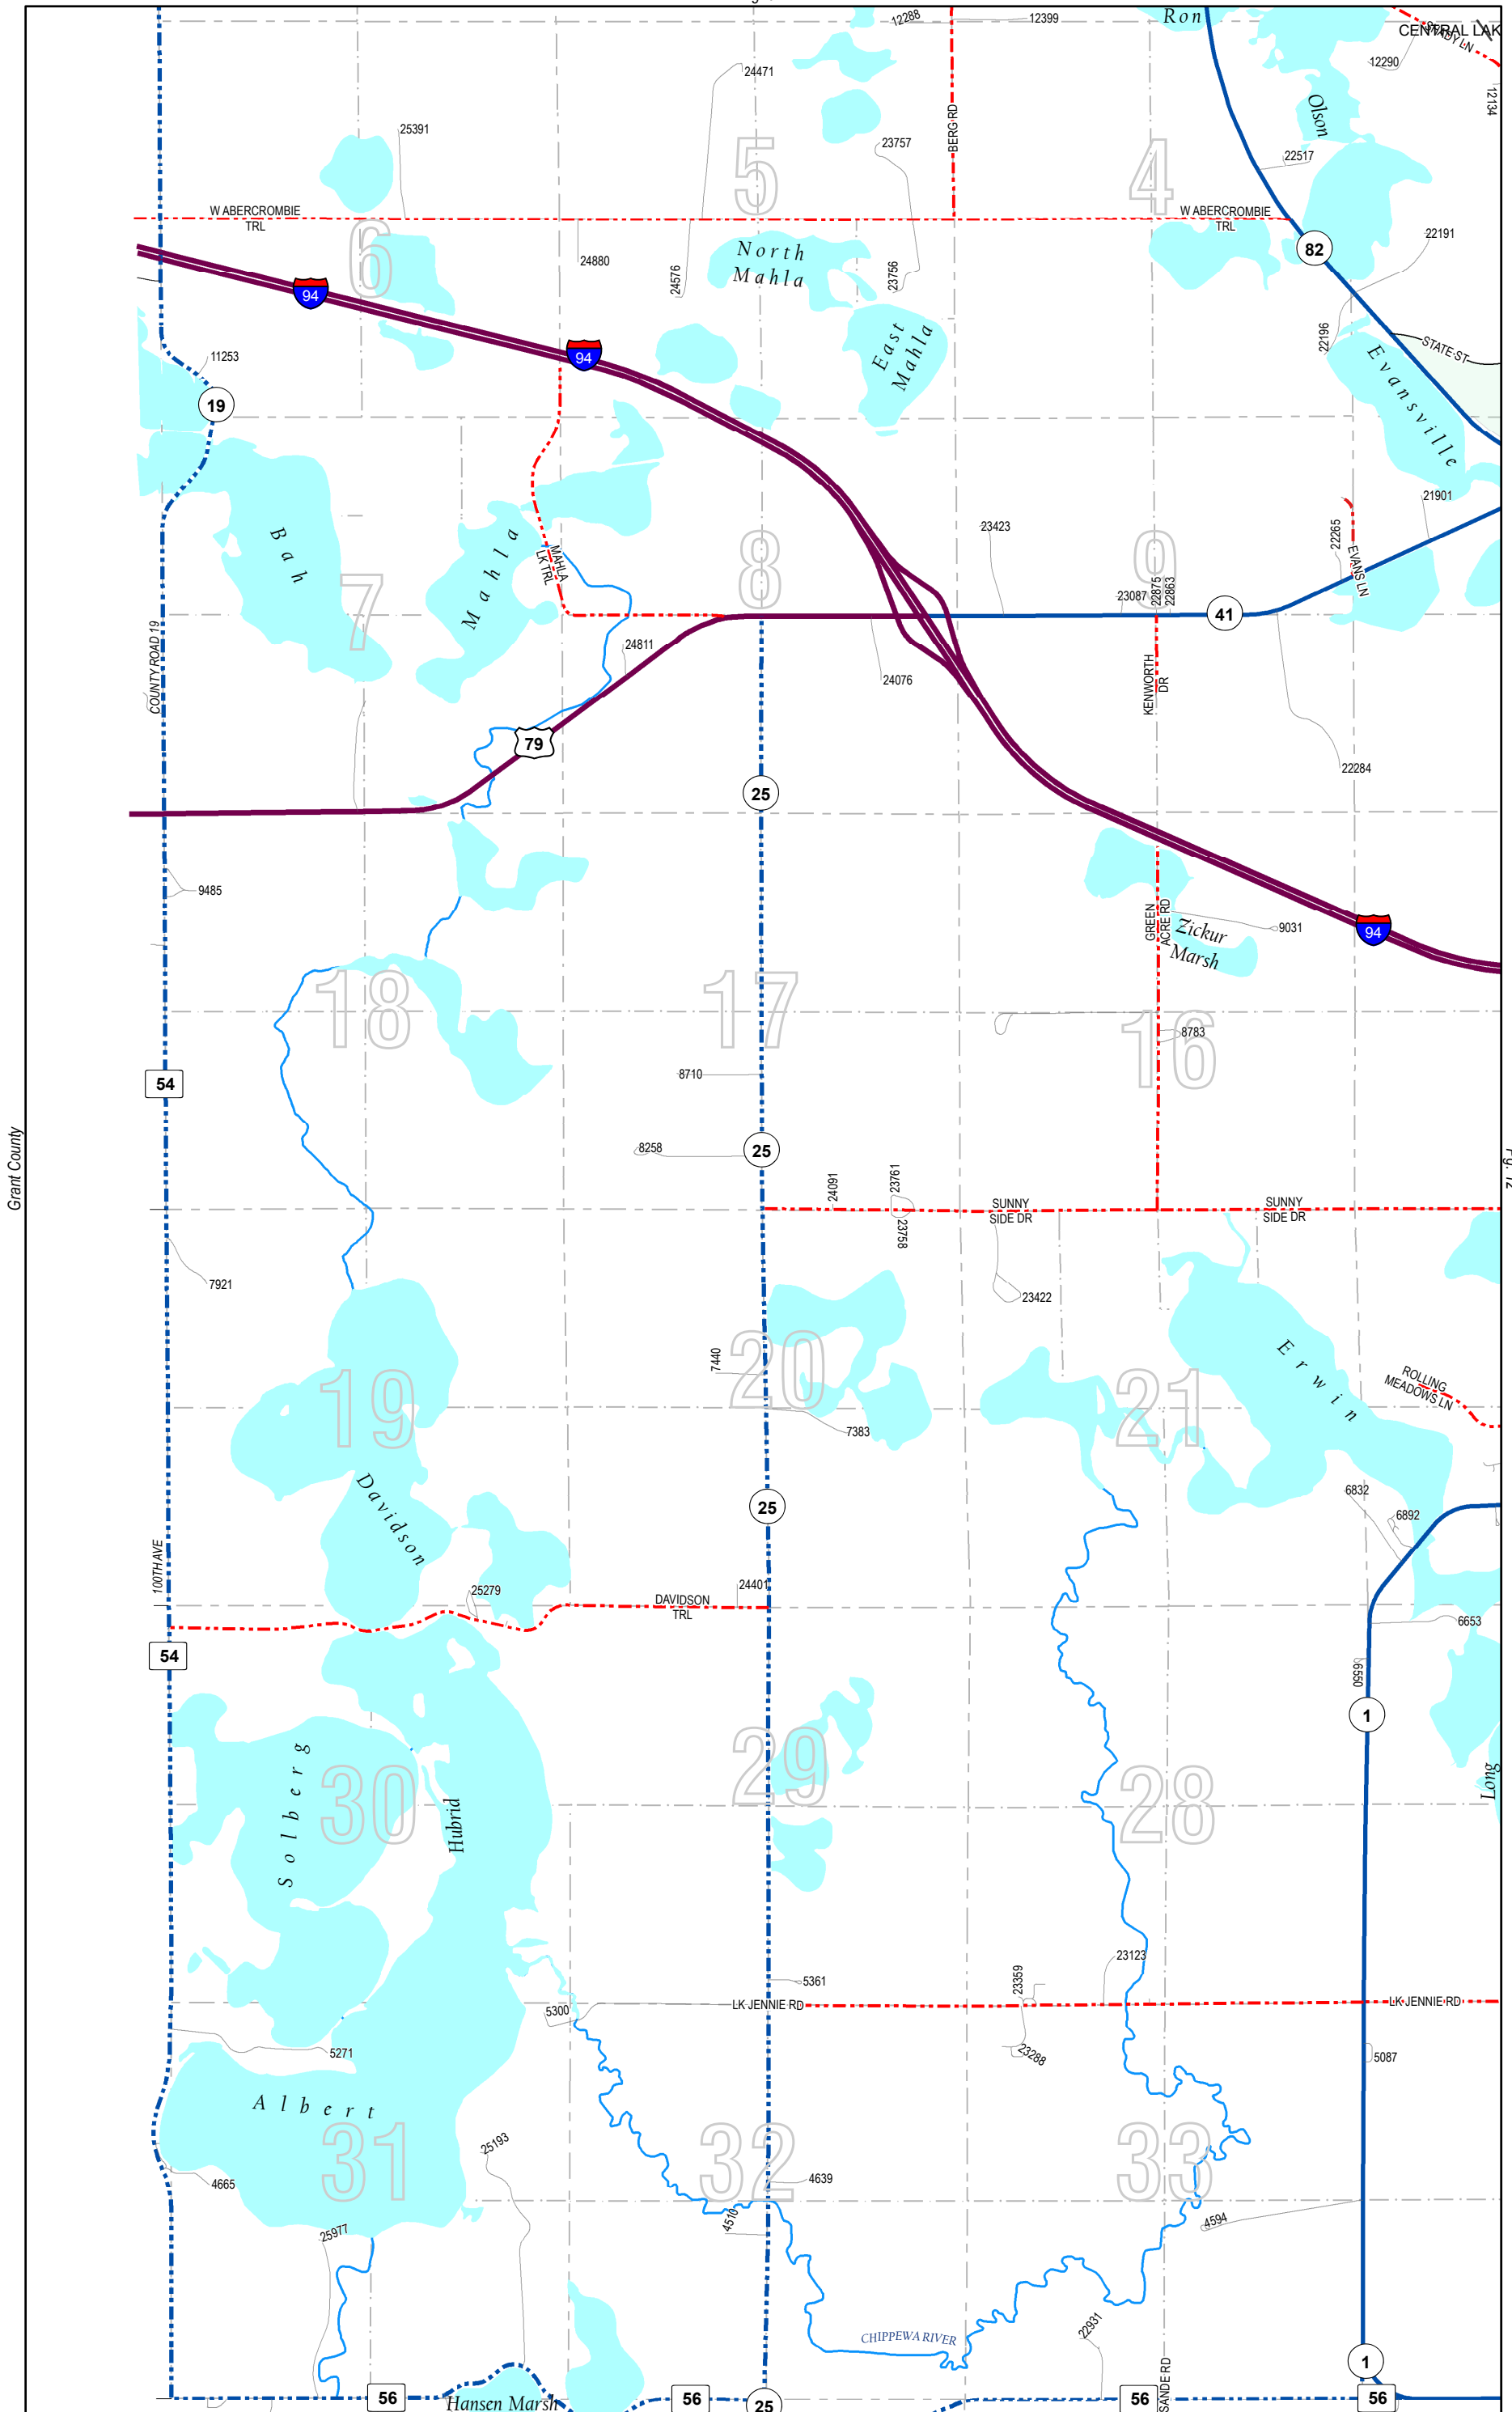 12288
12399
Ron
CENTRAL LAK
SHADY LN
12290
12134
24471
Olson
25391
BERG RD
23757
5
4
22517
W ABERCROMBIE
TRL
W ABERCROMBIE
TRL
6
82
22191
24880
24576
North
Mahla
23756
94
East
Mahla
22196
STATE ST
94
11253
Evansville
19
21901
Bah
Mahla
MAHLA
LK TRL
8
23423
9
22265
EVANS LN
7
23087
22875
22863
41
COUNTY ROAD 19
24811
24076
KENWORTH
DR
79
22284
25
9485
GREEN
ACRE RD
Zickur
Marsh
9031
94
18
17
16
8783
54
8710
8258
25
Grant County
24091
23761
23758
SUNNY
SIDE DR
SUNNY
SIDE DR
7921
23422
20
7440
Erwin
19
21
ROLLING
MEADOWS LN
7383
Davidson
25
6832
6892
100TH AVE
25279
24401
DAVIDSON
TRL
6653
54
6550
1
29
Solberg
30
Hubrid
28
Long
23123
5361
23359
5300
LK JENNIE RD
LK JENNIE RD
5271
23288
5087
Albert
31
25193
32
33
4665
4639
4510
4594
25977
22931
CHIPPEWA RIVER
SANDE RD
1
56
Hansen Marsh
56
25
56
56